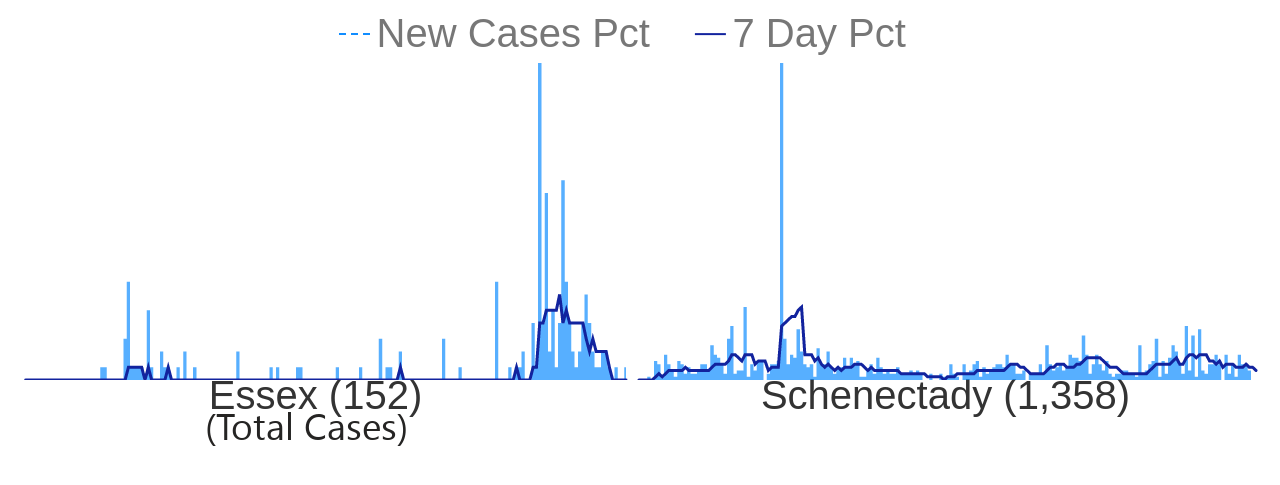 New Cases Pct 7 Day Pct
Essex (152) Schenectady (1,358)
(Total Cases)